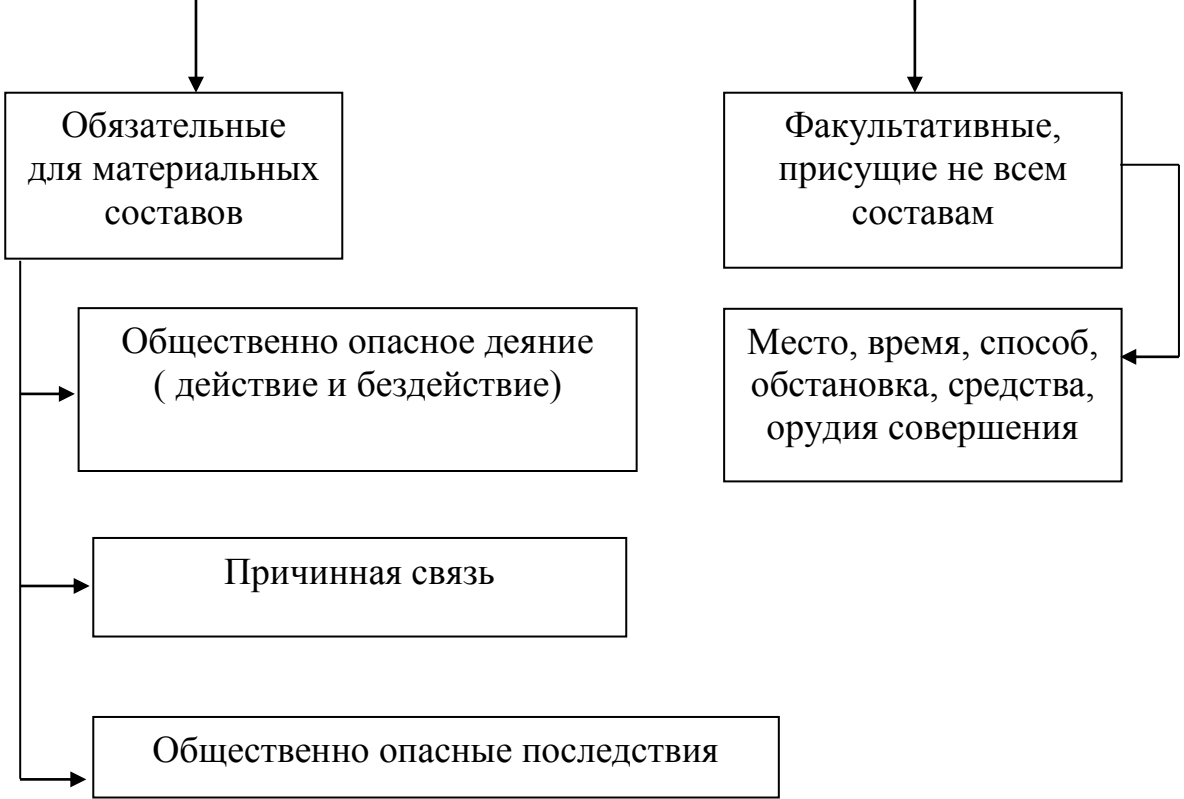 Обязательные
для материальных
составов
Факультативные,
присущие не всем
составам
Общественно опасное деяние
( действие и бездействие)
Место, время, способ,
обстановка, средства,
орудия совершения
Причинная связь
Общественно опасные последствия